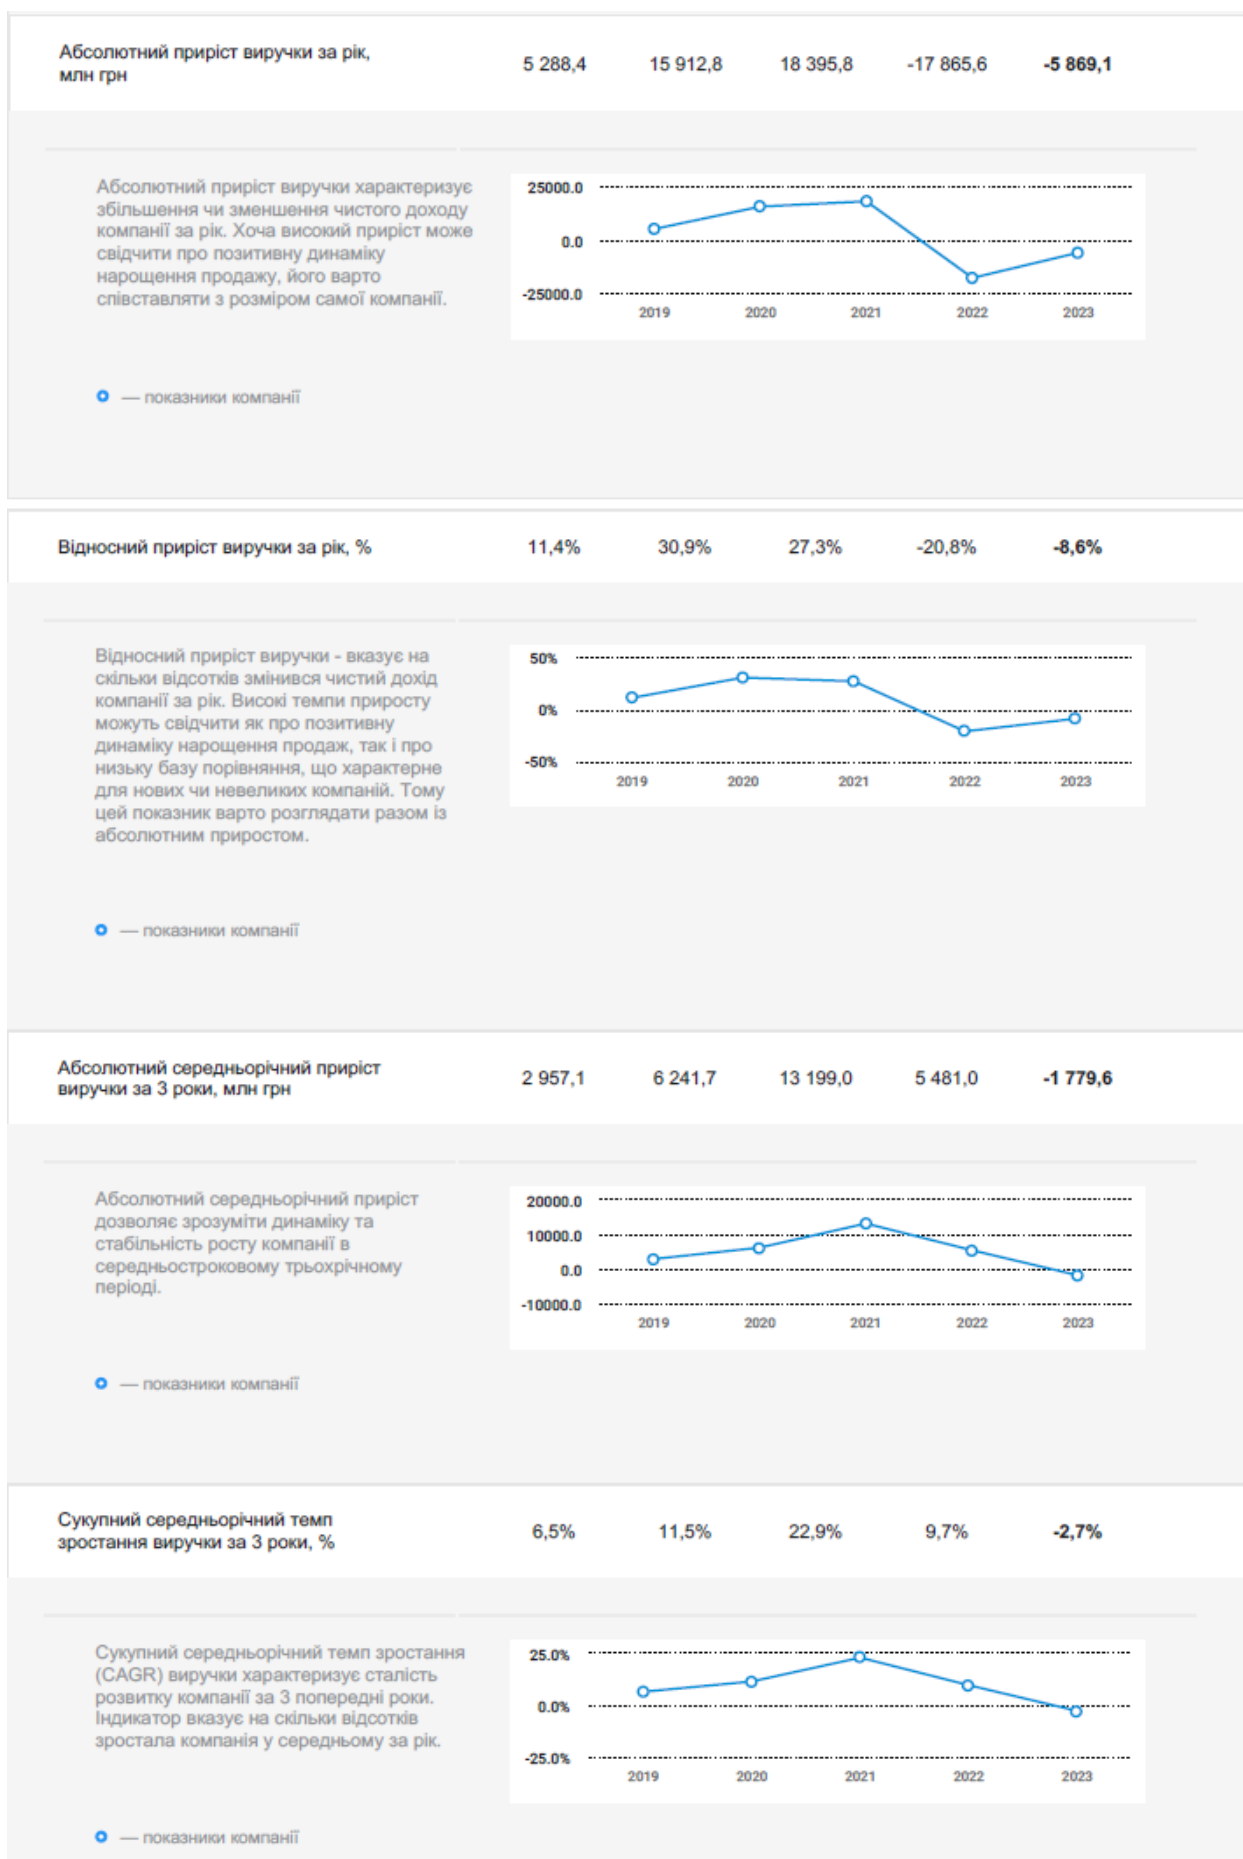 Абсолютний приріст виручки за рік,
млн грн
5 288,4 15 912,8 18 395,8 -17 865,6 -5 869,1
Абсолютний приріст виручки характеризує
збільшення чи зменшення чистого доходу
компанії за рік. Хоча високий приріст може
свідчити про позитивну динаміку
нарощення продажу, його варто
співставляти з розміром самої компанії.
25000.0
0.0
-25000.0
2019 2020 2021 2022 2023
— показники компанії
Відносний приріст виручки за рік, % 11,4% 30,9% 27,3% -20,8% -8,6%
Відносний приріст виручки - вказує на
скільки відсотків змінився чистий дохід
компанії за рік. Високі темпи приросту
можуть свідчити як про позитивну
динаміку нарощення продаж, так і про
низьку базу порівняння, що характерне
для нових чи невеликих компаній. Тому
цей показник варто розглядати разом із
абсолютним приростом.
50%
0%
-50%
2019 2020 2021 2022 2023
— показники компанії
Абсолютний середньорічний приріст
виручки за 3 роки, млн грн
2 957,1 6 241,7 13 199,0 5 481,0 -1 779,6
Абсолютний середньорічний приріст
дозволяє зрозуміти динаміку та
стабільність росту компанії в
середньостроковому трьохрічному
періоді.
20000.0
10000.0
0.0
-10000.0
2019 2020 2021 2022 2023
— показники компанії
Сукупний середньорічний темп
зростання виручки за 3 роки, %
6,5% 11,5% 22,9% 9,7% -2,7%
Сукупний середньорічний темп зростання
(CAGR) виручки характеризує сталість
розвитку компанії за 3 попередні роки.
Індикатор вказує на скільки відсотків
зростала компанія у середньому за рік.
25.0%
0.0%
-25.0%
2019 2020 2021 2022 2023
— показники компанії